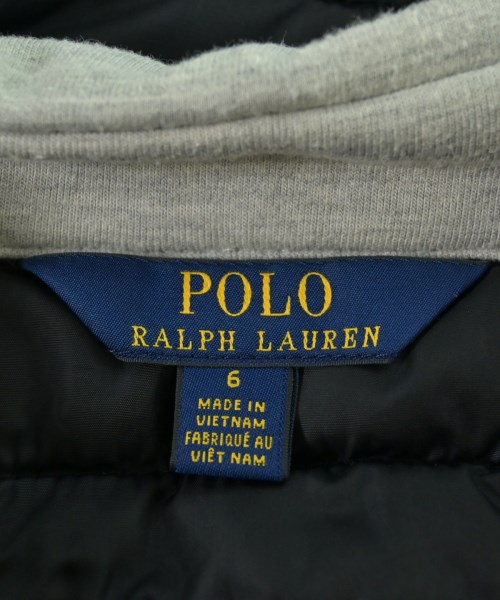 POLO
RALPH LAUREN
6
MADE IN
VIETNAM
FABRIQUÉ AU
VIÊT NAM